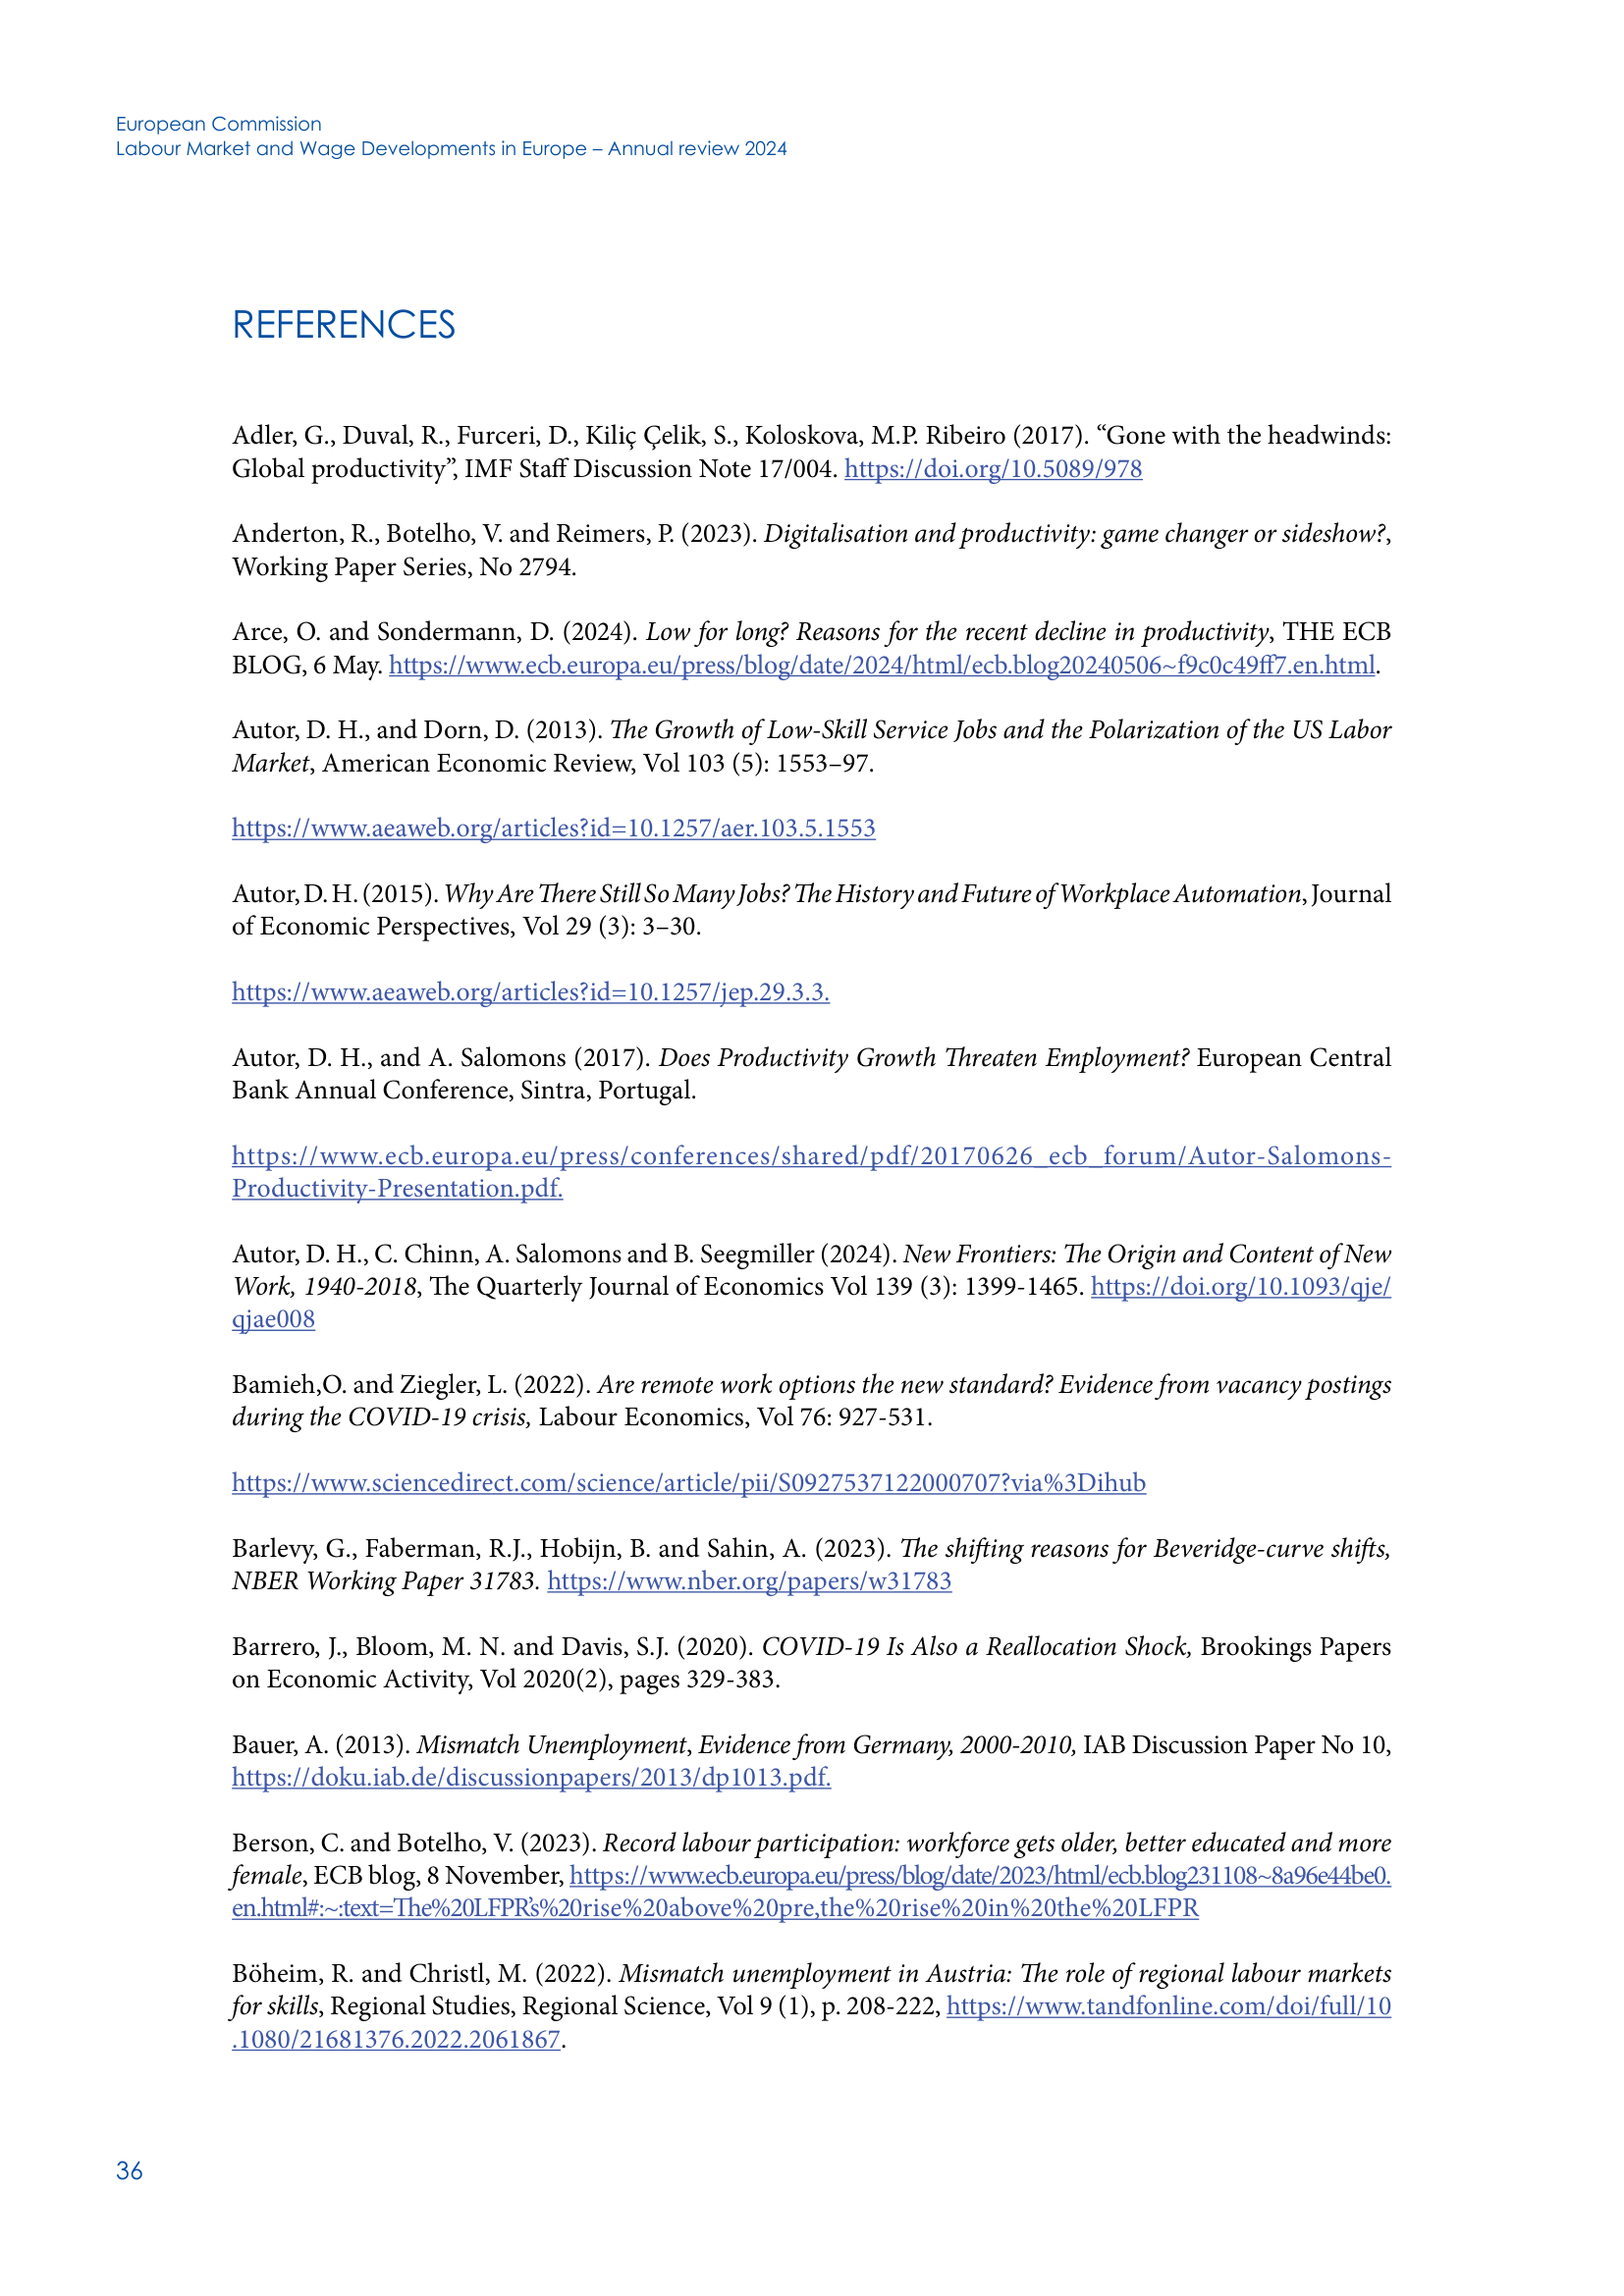 European Commission
Labour Market and Wage Developments in Europe – Annual review 2024
REFERENCES
Adler, G., Duval, R., Furceri, D., Kiliç Çelik, S., Koloskova, M.P. Ribeiro (2017). “Gone with the headwinds:
Global productivity”, IMF Staff Discussion Note 17/004. https://doi.org/10.5089/978
Anderton, R., Botelho, V. and Reimers, P. (2023). Digitalisation and productivity: game changer or sideshow?,
Working Paper Series, No 2794.
Arce, O. and Sondermann, D. (2024). Low for long? Reasons for the recent decline in productivity, THE ECB
BLOG, 6 May. https://www.ecb.europa.eu/press/blog/date/2024/html/ecb.blog20240506~f9c0c49ff7.en.html.
Autor, D. H., and Dorn, D. (2013). The Growth of Low-Skill Service Jobs and the Polarization of the US Labor
Market, American Economic Review, Vol 103 (5): 1553–97.
https://www.aeaweb.org/articles?id=10.1257/aer.103.5.1553
Autor, D. H. (2015). Why Are There Still So Many Jobs? The History and Future of Workplace Automation, Journal
of Economic Perspectives, Vol 29 (3): 3–30.
https://www.aeaweb.org/articles?id=10.1257/jep.29.3.3.
Autor, D. H., and A. Salomons (2017). Does Productivity Growth Threaten Employment? European Central
Bank Annual Conference, Sintra, Portugal.
https://www.ecb.europa.eu/press/conferences/shared/pdf/20170626_ecb_forum/Autor-Salomons-
Productivity-Presentation.pdf.
Autor, D. H., C. Chinn, A. Salomons and B. Seegmiller (2024). New Frontiers: The Origin and Content of New
Work, 1940-2018, The Quarterly Journal of Economics Vol 139 (3): 1399-1465. https://doi.org/10.1093/qje/
qjae008
Bamieh,O. and Ziegler, L. (2022). Are remote work options the new standard? Evidence from vacancy postings
during the COVID-19 crisis, Labour Economics, Vol 76: 927-531.
https://www.sciencedirect.com/science/article/pii/S0927537122000707?via%3Dihub
Barlevy, G., Faberman, R.J., Hobijn, B. and Sahin, A. (2023). The shifting reasons for Beveridge-curve shifts,
NBER Working Paper 31783. https://www.nber.org/papers/w31783
Barrero, J., Bloom, M. N. and Davis, S.J. (2020). COVID-19 Is Also a Reallocation Shock, Brookings Papers
on Economic Activity, Vol 2020(2), pages 329-383.
Bauer, A. (2013). Mismatch Unemployment, Evidence from Germany, 2000-2010, IAB Discussion Paper No 10,
https://doku.iab.de/discussionpapers/2013/dp1013.pdf.
Berson, C. and Botelho, V. (2023). Record labour participation: workforce gets older, better educated and more
female, ECB blog, 8 November, https://www.ecb.europa.eu/press/blog/date/2023/html/ecb.blog231108~8a96e44be0.
en.html#:~:text=The%20LFPR’s%20rise%20above%20pre,the%20rise%20in%20the%20LFPR
Böheim, R. and Christl, M. (2022). Mismatch unemployment in Austria: The role of regional labour markets
for skills, Regional Studies, Regional Science, Vol 9 (1), p. 208-222, https://www.tandfonline.com/doi/full/10
.1080/21681376.2022.2061867.
36